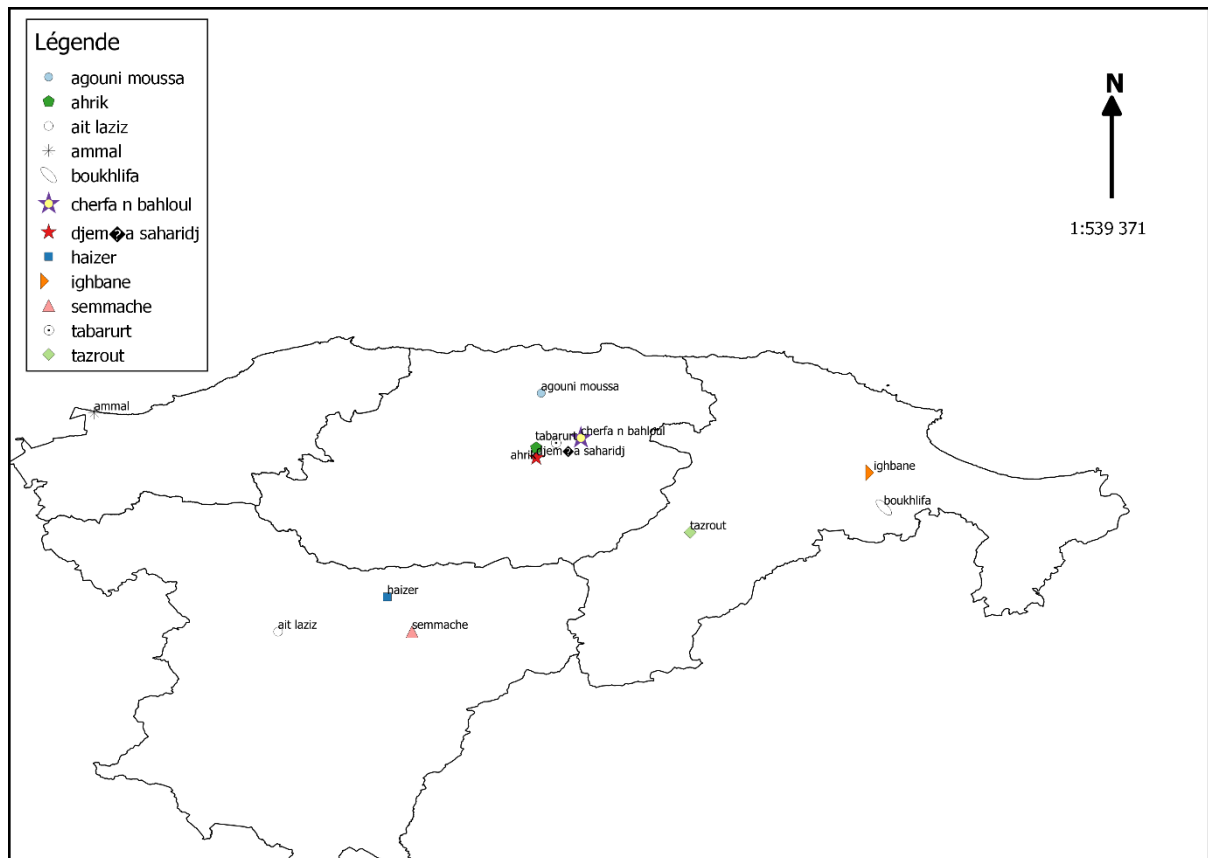 Légende
agouni moussa
ahrik
ait laziz
ammal
boukhlifa
cherfa n bahloul
djem�a saharidj
haizer
ighbane
semmache
tabarurt
tazrout
N
1:539 371
agouni moussa
ammal
cherfa n bahloul
tabarurt
djem�a saharidj
ahrik
ighbane
boukhlifa
tazrout
haizer
ait laziz
semmache